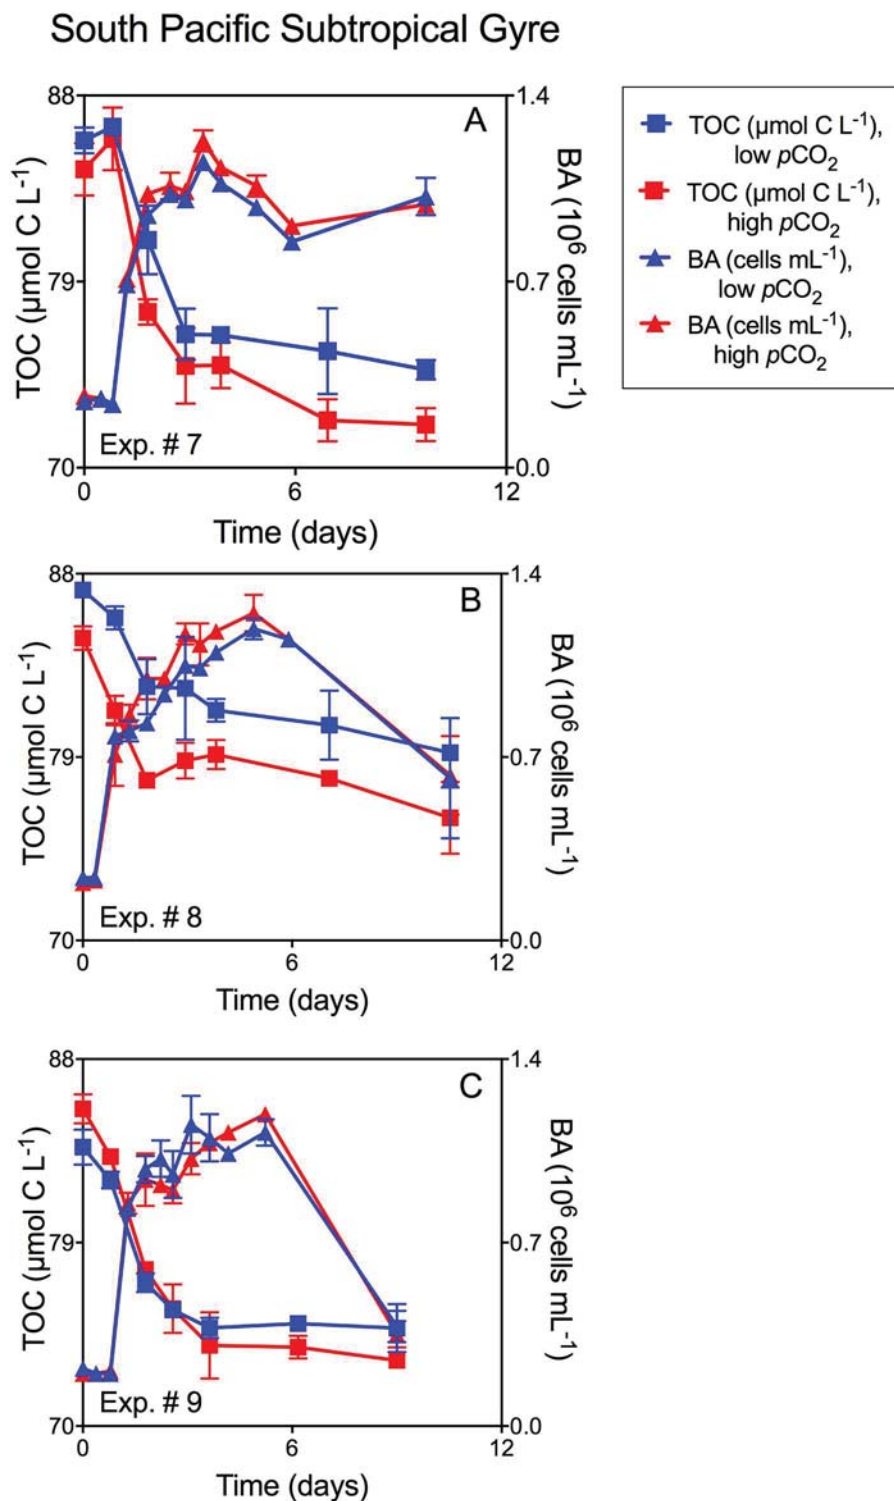 South Pacific Subtropical Gyre
88
79
70
TOC (µmol C L⁻¹)
A
1.4
0.7
0.0
BA (10⁶ cells mL⁻¹)
Exp. # 7
0 6 12
Time (days)
TOC (µmol C L⁻¹),
low pCO₂
TOC (µmol C L⁻¹),
high pCO₂
BA (cells mL⁻¹),
low pCO₂
BA (cells mL⁻¹),
high pCO₂
88
79
70
TOC (µmol C L⁻¹)
B
1.4
0.7
0.0
BA (10⁶ cells mL⁻¹)
Exp. # 8
0 6 12
Time (days)
88
79
70
TOC (µmol C L⁻¹)
C
1.4
0.7
0.0
BA (10⁶ cells mL⁻¹)
Exp. # 9
0 6 12
Time (days)